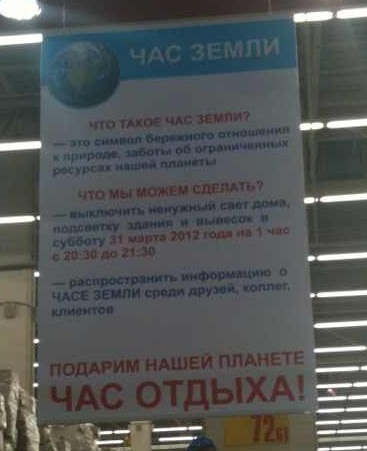 ЧАС ЗЕМЛИ
ЧТО ТАКОЕ ЧАС ЗЕМЛИ?
— это символ бережного отношения
к природе, заботы об ограниченных
ресурсах нашей планеты
ЧТО МЫ МОЖЕМ СДЕЛАТЬ?
— выключить ненужный свет дома,
подсветку здания и вывесок в
субботу 31 марта 2012 года на 1 час
с 20:30 до 21:30
— распространить информацию о
ЧАСЕ ЗЕМЛИ среди друзей, коллег,
клиентов
ПОДАРИМ НАШЕЙ ПЛАНЕТЕ
ЧАС ОТДЫХА!
72,61